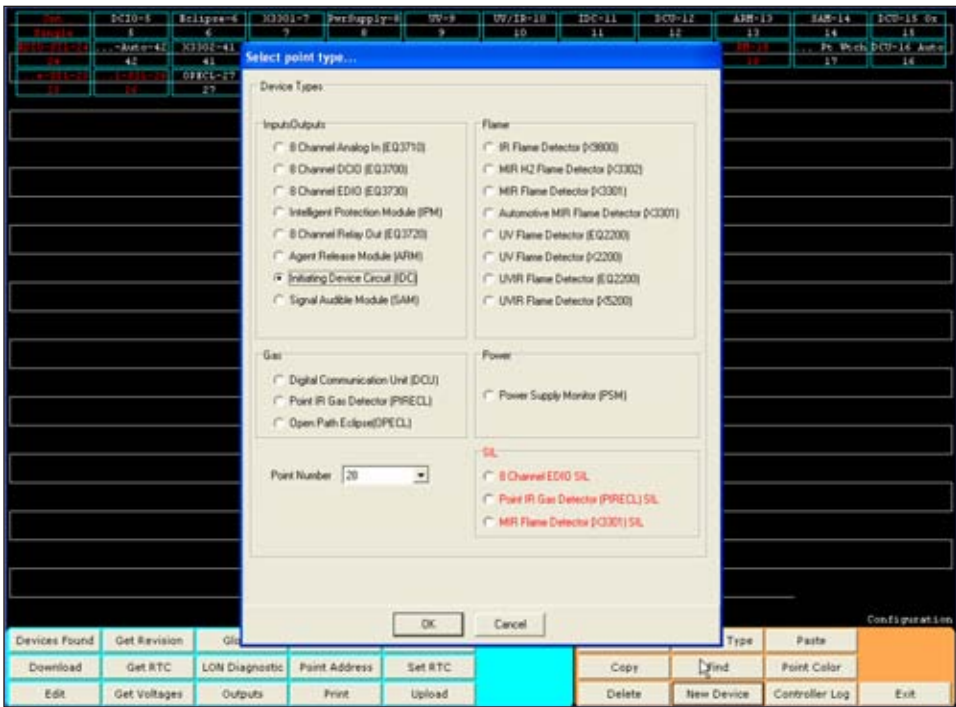 DCIO-5 Eclipse-6 X3301-7 PwrSupply-8 UV-9 UV/IR-10 IDC-11 DCU-12 ARM-13 SAM-14 DCU-15 0x
5 6 7 8 9 10 11 12 13 14 15
...-Auto-42 X3302-41 ... Pt Wtch DCU-16 Auto
24 42 41 17 16
OPECL-27
27
Select point type...
Device Types
InputsOutputs
8 Channel Analog In (EQ3710)
8 Channel DCIO (EQ3700)
8 Channel EDIO (EQ3730)
Intelligent Protection Module (IPM)
8 Channel Relay Out (EQ3720)
Agent Release Module (ARM)
Initiating Device Circuit (IDC)
Signal Audible Module (SAM)
Flame
IR Flame Detector (X9800)
MIR H2 Flame Detector (X3302)
MIR Flame Detector (X3301)
Automotive MIR Flame Detector (X3301)
UV Flame Detector (EQ2200)
UV Flame Detector (X2200)
UVIR Flame Detector (EQ2200)
UVIR Flame Detector (X5200)
Gas
Digital Communication Unit (DCU)
Point IR Gas Detector (PIRECL)
Open Path Eclipse(OPECL)
Power
Power Supply Monitor (PSM)
Point Number 28
SIL
8 Channel EDIO SIL
Point IR Gas Detector (PIRECL) SIL
MIR Flame Detector (X3301) SIL
OK Cancel
Configuration
Devices Found Get Revision Glo Type Paste
Download Get RTC LON Diagnostic Point Address Set RTC Copy Find Point Color
Edit Get Voltages Outputs Print Upload Delete New Device Controller Log Exit